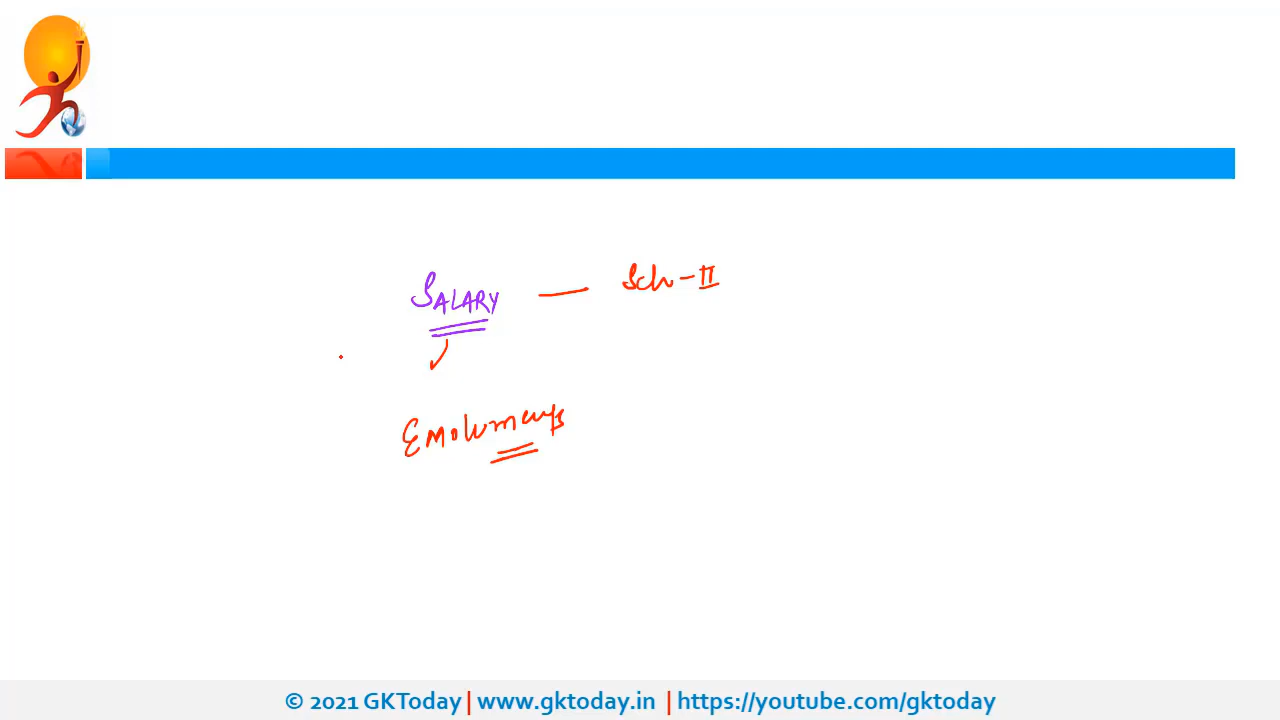 SALARY — Sch-II
Emoluments
© 2021 GKToday | www.gktoday.in | https://youtube.com/gktoday